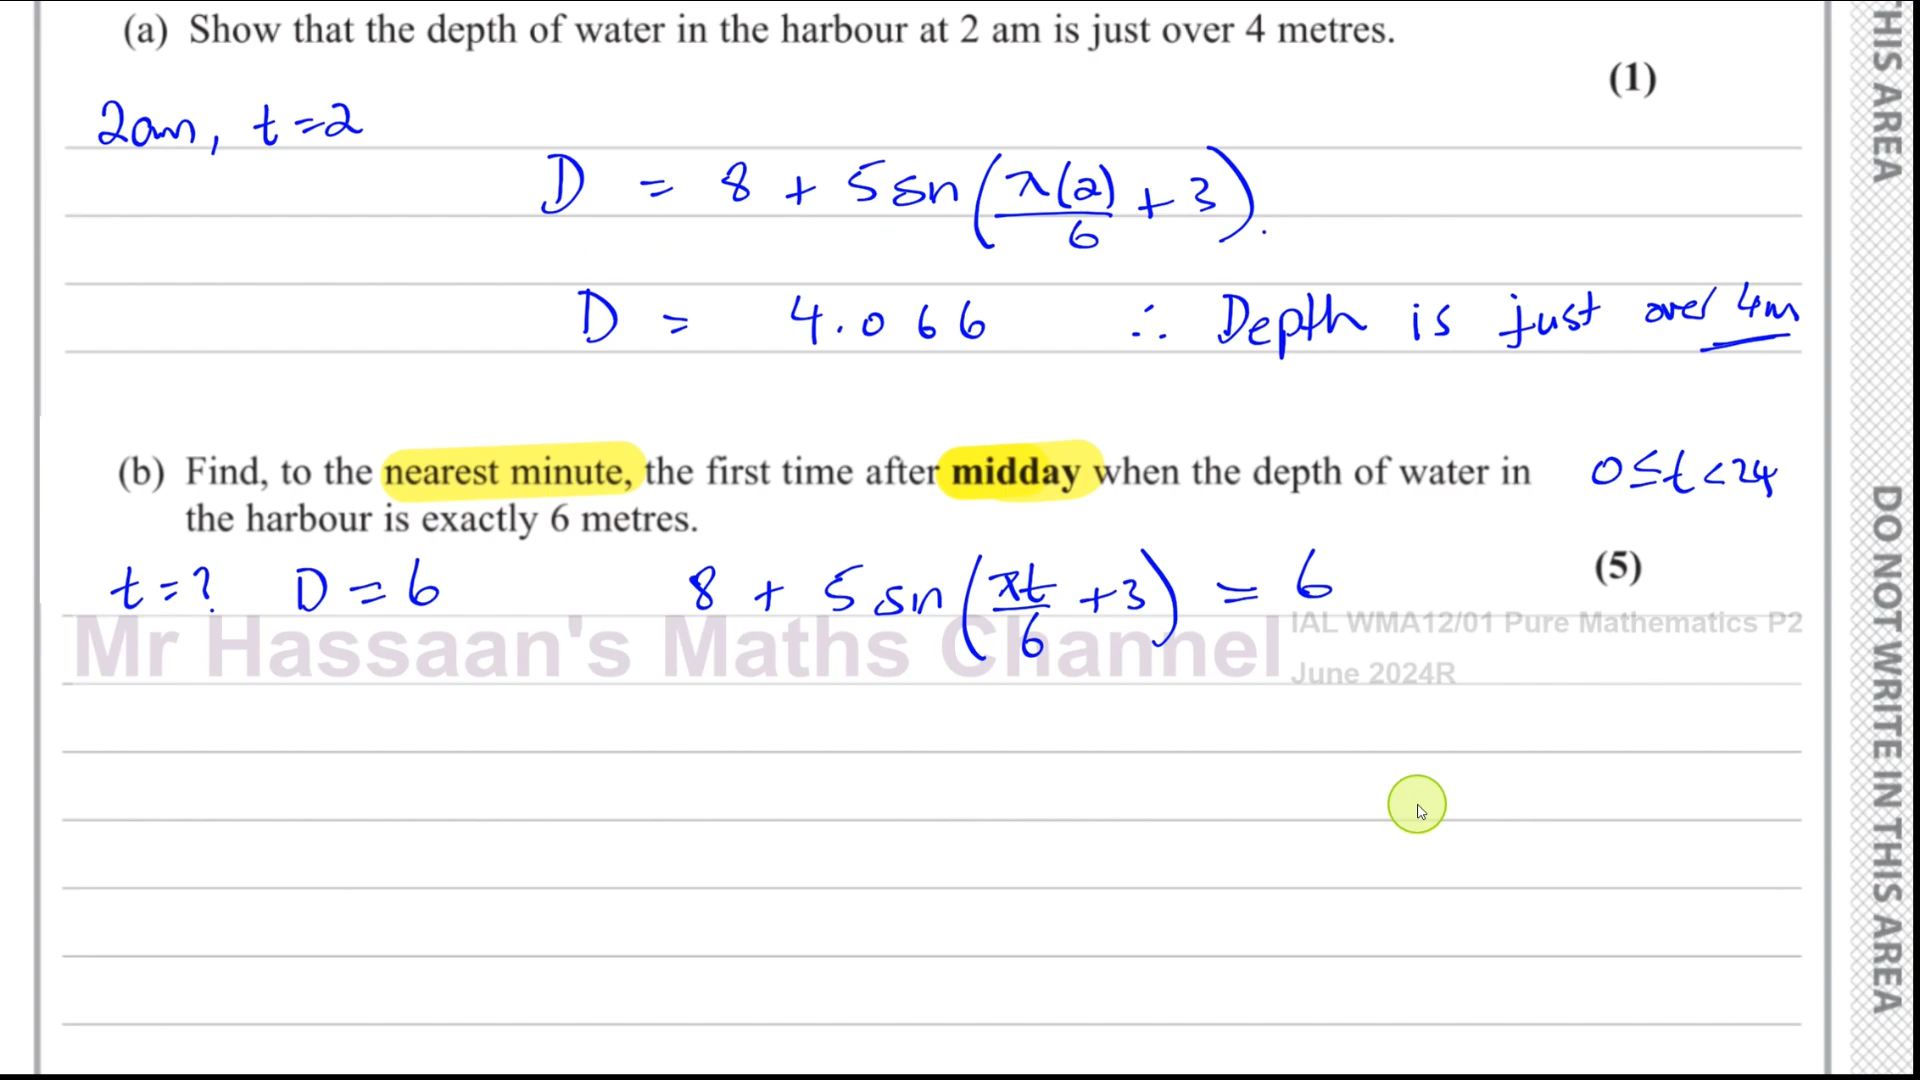 (a) Show that the depth of water in the harbour at 2 am is just over 4 metres.
(1)
2am, t=2
D = 8 + 5 sin(π(2)/6 + 3).
D = 4.066 ∴ Depth is just over 4m
(b) Find, to the nearest minute, the first time after midday when the depth of water in 0≤t<24
the harbour is exactly 6 metres.
(5)
t=? D=6 8 + 5 sin(πt/6 +3) = 6
Mr Hassaan's Maths Channel
IAL WMA12/01 Pure Mathematics P2
June 2024R
THIS AREA
DO NOT WRITE IN THIS AREA